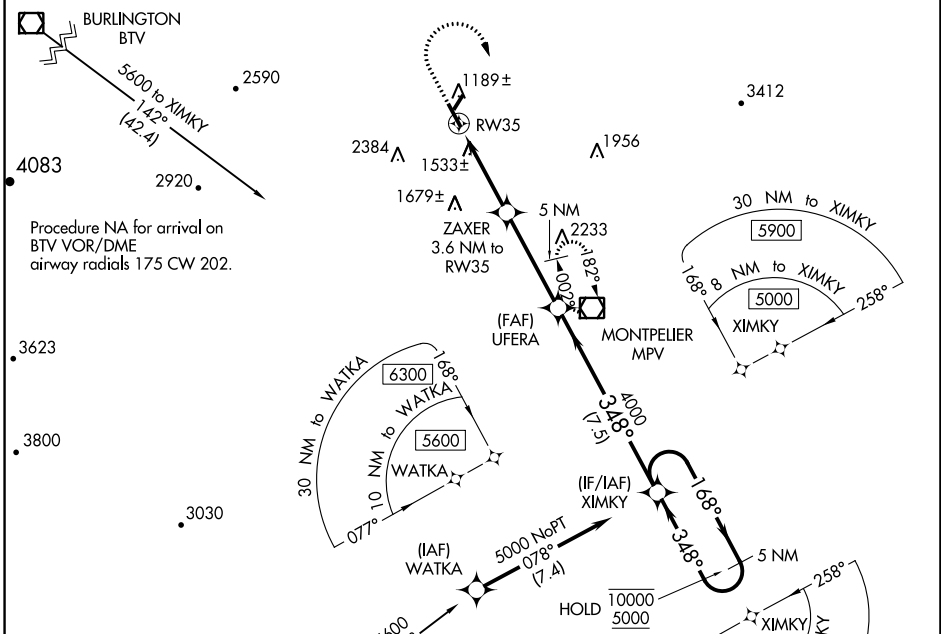 BURLINGTON
BTV
5600 to XIMKY
142°
(42.4)
2590
1189±
RW35
3412
2384
1533±
1956
4083
2920
1679±
Procedure NA for arrival on
BTV VOR/DME
airway radials 175 CW 202.
ZAXER
3.6 NM to
RW35
5 NM
2233
182°
002°
30 NM to XIMKY
5900
8 NM to XIMKY
5000
168°
258°
XIMKY
(FAF)
UFERA
MONTPELIER
MPV
3623
30 NM to WATKA
6300
168°
10 NM to WATKA
5600
WATKA
077°
4000
348°
(7.5)
3800
3030
(IF/IAF)
XIMKY
168°
348°
5 NM
(IAF)
WATKA
5000 NoPT
078°
(7.4)
HOLD
10000
5000
258°
XIMKY